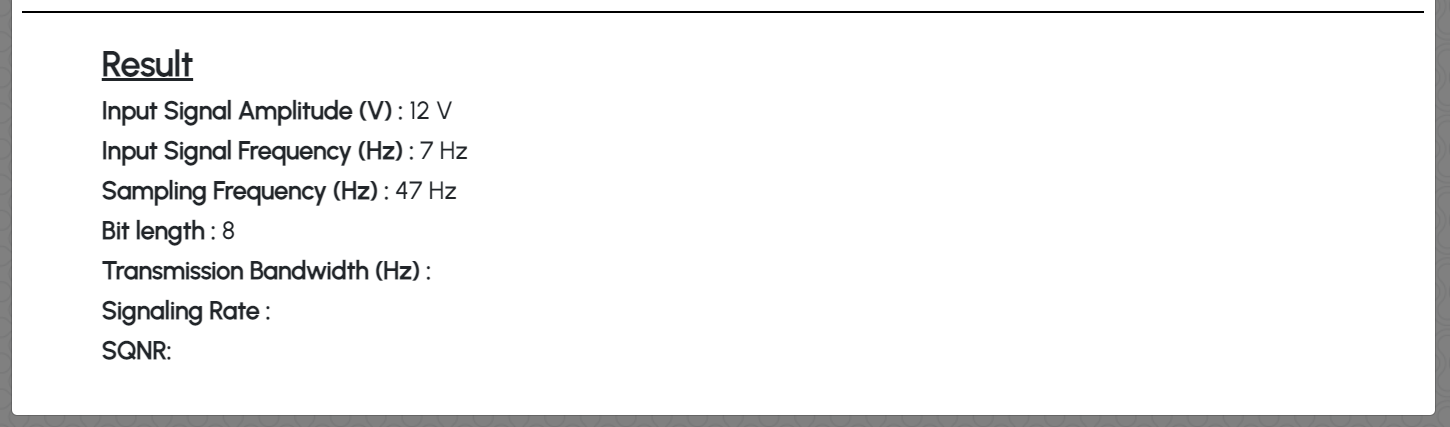 Result
Input Signal Amplitude (V) : 12 V
Input Signal Frequency (Hz) : 7 Hz
Sampling Frequency (Hz) : 47 Hz
Bit length : 8
Transmission Bandwidth (Hz) :
Signaling Rate :
SQNR: